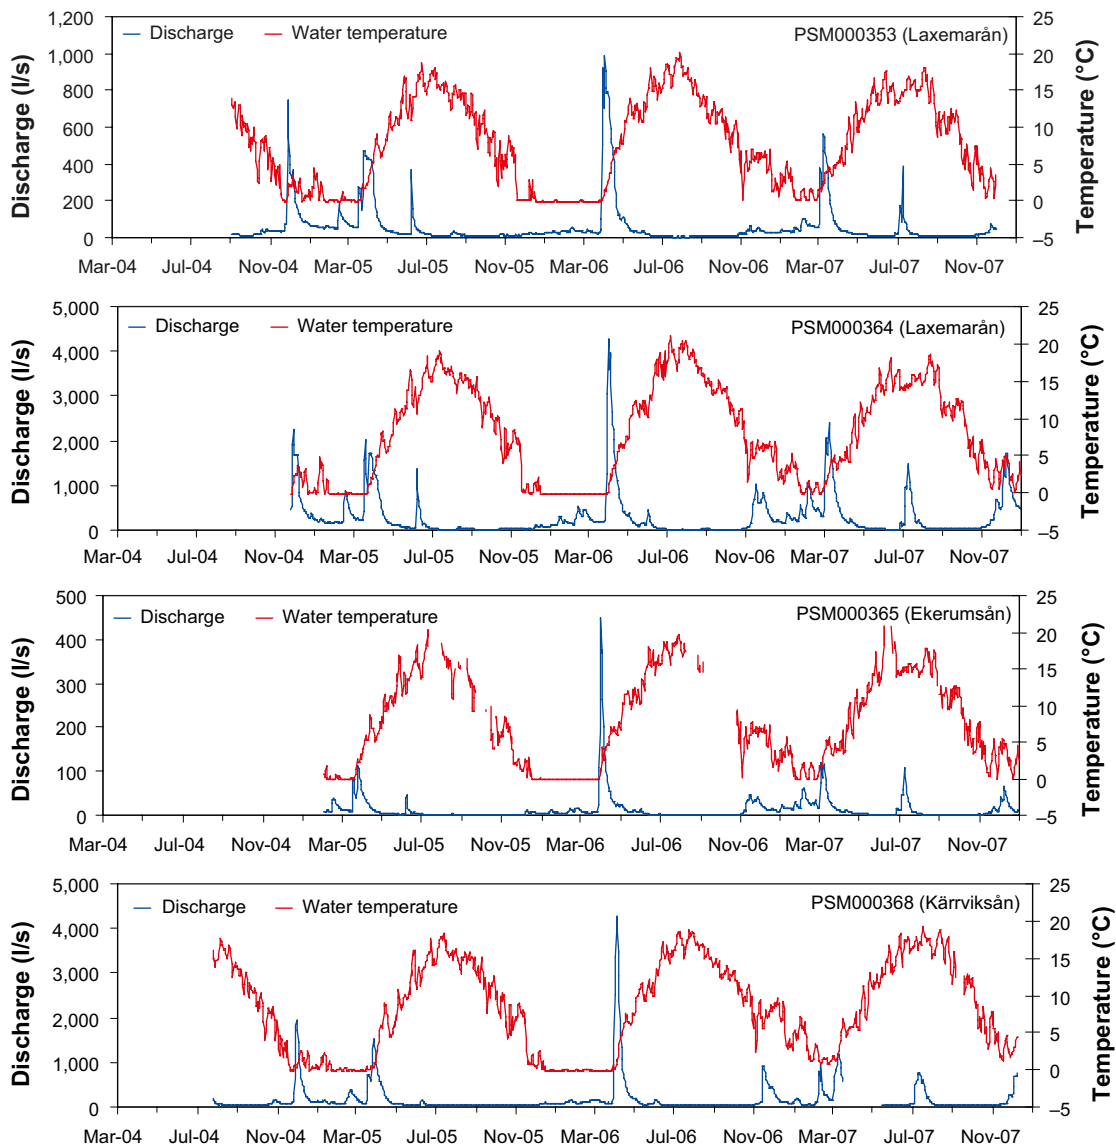 1,200
1,000
800
600
400
200
0
Discharge (l/s)
Discharge
Water temperature
PSM000353 (Laxemarån)
25
20
15
10
5
0
–5
Temperature (°C)
Mar-04 Jul-04 Nov-04 Mar-05 Jul-05 Nov-05 Mar-06 Jul-06 Nov-06 Mar-07 Jul-07 Nov-07
5,000
4,000
3,000
2,000
1,000
0
Discharge (l/s)
Discharge
Water temperature
PSM000364 (Laxemarån)
25
20
15
10
5
0
–5
Temperature (°C)
Mar-04 Jul-04 Nov-04 Mar-05 Jul-05 Nov-05 Mar-06 Jul-06 Nov-06 Mar-07 Jul-07 Nov-07
500
400
300
200
100
0
Discharge (l/s)
Discharge
Water temperature
PSM000365 (Ekerumsån)
25
20
15
10
5
0
–5
Temperature (°C)
Mar-04 Jul-04 Nov-04 Mar-05 Jul-05 Nov-05 Mar-06 Jul-06 Nov-06 Mar-07 Jul-07 Nov-07
5,000
4,000
3,000
2,000
1,000
0
Discharge (l/s)
Discharge
Water temperature
PSM000368 (Kärrviksån)
25
20
15
10
5
0
–5
Temperature (°C)
Mar-04 Jul-04 Nov-04 Mar-05 Jul-05 Nov-05 Mar-06 Jul-06 Nov-06 Mar-07 Jul-07 Nov-07